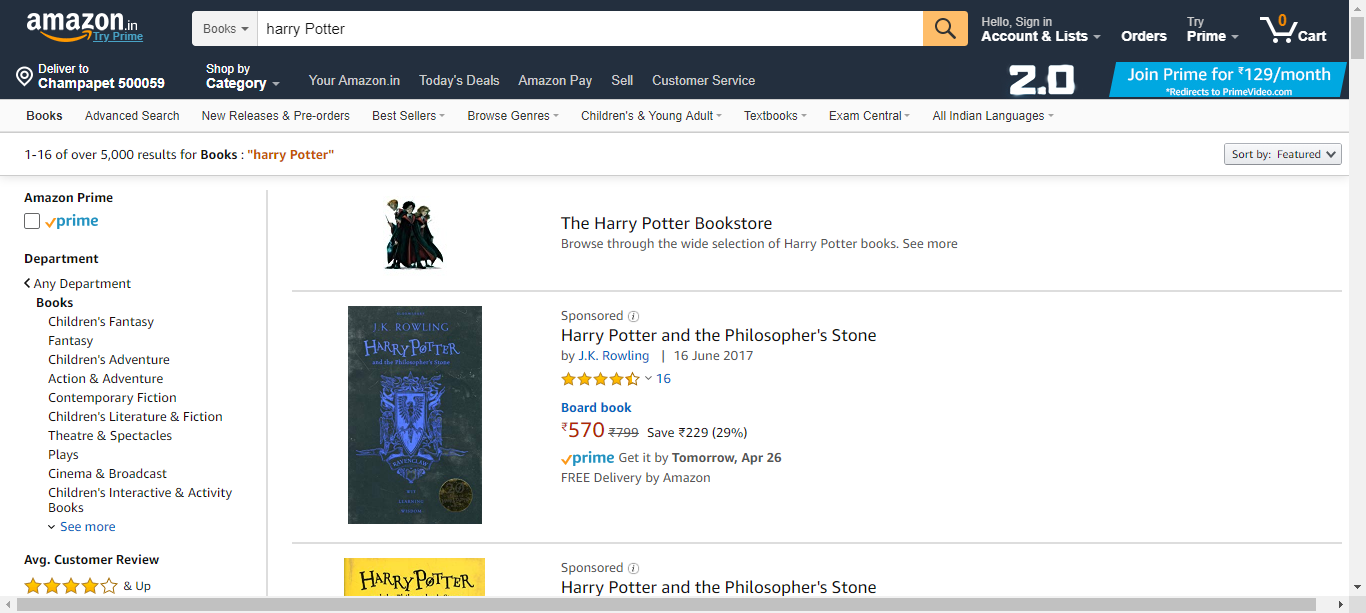 amazon.in
Try Prime
Books
harry Potter
Hello, Sign in
Account & Lists
Orders
Try
Prime
0
Cart
Deliver to
Champapet 500059
Shop by
Category
Your Amazon.in
Today's Deals
Amazon Pay
Sell
Customer Service
2.0
Join Prime for ₹129/month
*Redirects to PrimeVideo.com
Books
Advanced Search
New Releases & Pre-orders
Best Sellers
Browse Genres
Children's & Young Adult
Textbooks
Exam Central
All Indian Languages
1-16 of over 5,000 results for Books : "harry Potter"
Sort by: Featured
Amazon Prime
prime
Department
Any Department
Books
Children's Fantasy
Fantasy
Children's Adventure
Action & Adventure
Contemporary Fiction
Children's Literature & Fiction
Theatre & Spectacles
Plays
Cinema & Broadcast
Children's Interactive & Activity
Books
See more
Avg. Customer Review
& Up
The Harry Potter Bookstore
Browse through the wide selection of Harry Potter books. See more
J.K. ROWLING
HARRY POTTER
and the Philosopher's Stone
RAVENCLAW
WIT
LEARNING
WISDOM
Sponsored
Harry Potter and the Philosopher's Stone
by J.K. Rowling | 16 June 2017
16
Board book
₹570 ₹799 Save ₹229 (29%)
prime Get it by Tomorrow, Apr 26
FREE Delivery by Amazon
HARRY POTTER
Sponsored
Harry Potter and the Philosopher's Stone